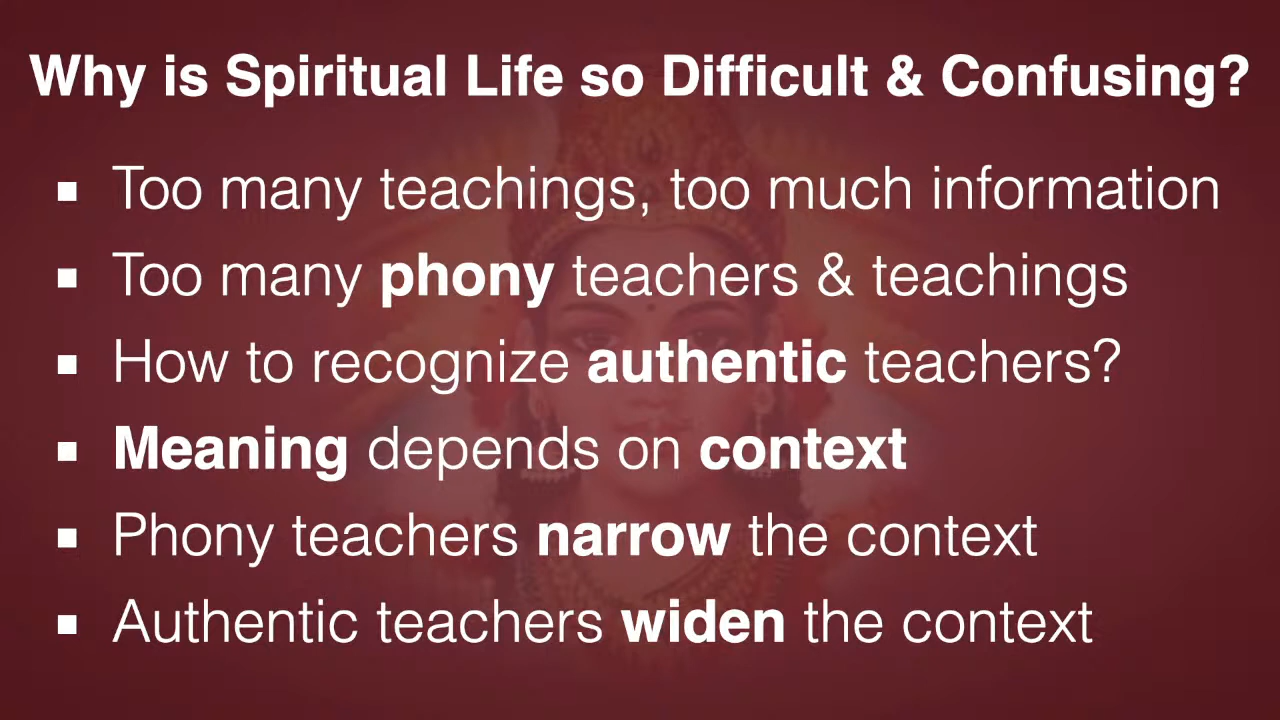 Why is Spiritual Life so Difficult & Confusing?
▪ Too many teachings, too much information
▪ Too many phony teachers & teachings
▪ How to recognize authentic teachers?
▪ Meaning depends on context
▪ Phony teachers narrow the context
▪ Authentic teachers widen the context